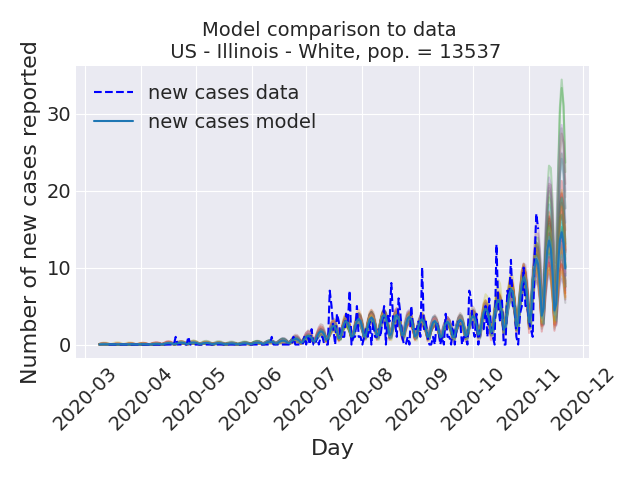 Model comparison to data
US - Illinois - White, pop. = 13537
Number of new cases reported
new cases data
new cases model
30
20
10
0
2020-03
2020-04
2020-05
2020-06
2020-07
2020-08
2020-09
2020-10
2020-11
2020-12
Day